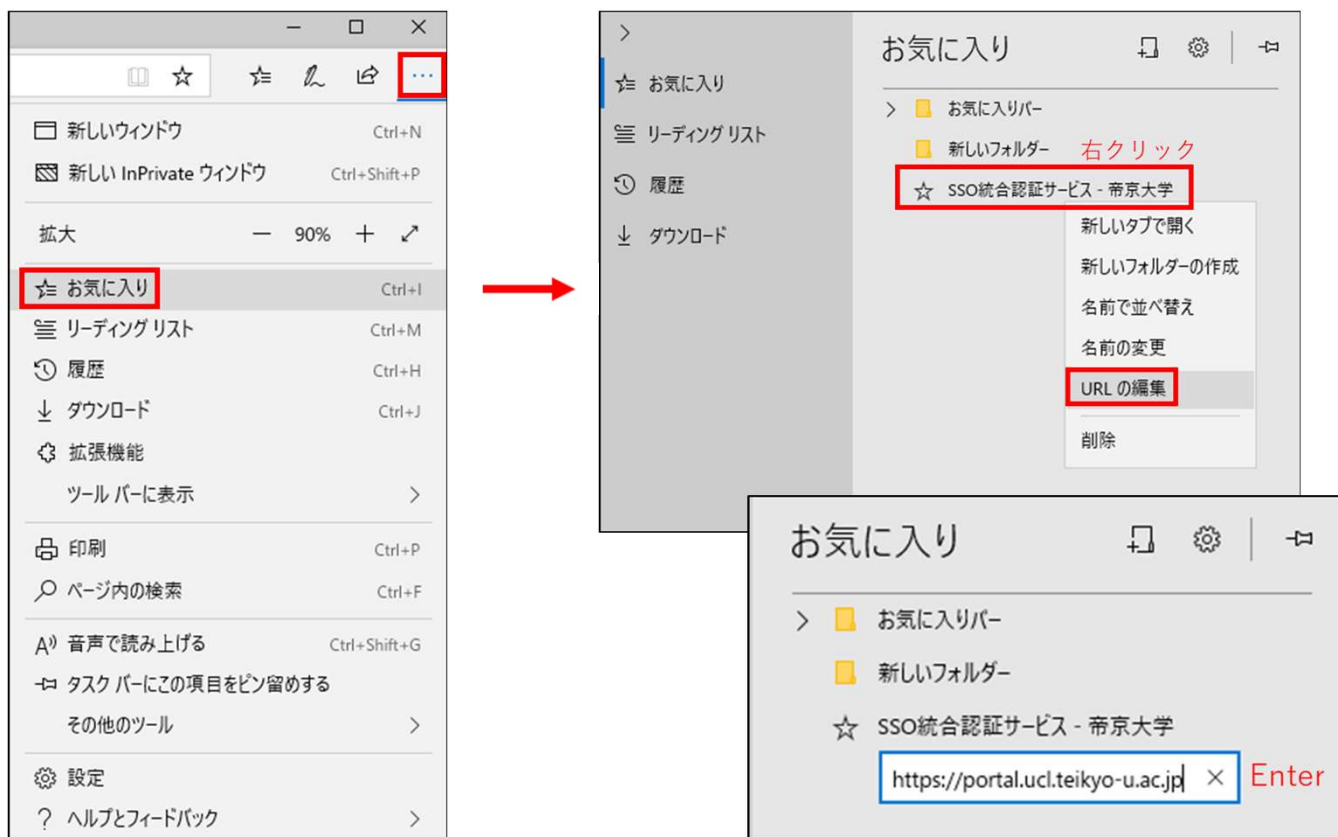 新しいウィンドウ Ctrl+N
新しい InPrivate ウィンドウ Ctrl+Shift+P
拡大 90%
お気に入り Ctrl+I
リーディング リスト Ctrl+M
履歴 Ctrl+H
ダウンロード Ctrl+J
拡張機能
ツール バーに表示
印刷 Ctrl+P
ページ内の検索 Ctrl+F
音声で読み上げる Ctrl+Shift+G
タスク バーにこの項目をピン留めする
その他のツール
設定
ヘルプとフィードバック
お気に入り
リーディング リスト
履歴
ダウンロード
お気に入り
お気に入りバー
新しいフォルダー 右クリック
SSO統合認証サービス - 帝京大学
新しいタブで開く
新しいフォルダーの作成
名前で並べ替え
名前の変更
URL の編集
削除
お気に入り
お気に入りバー
新しいフォルダー
SSO統合認証サービス - 帝京大学
https://portal.ucl.teikyo-u.ac.jp Enter